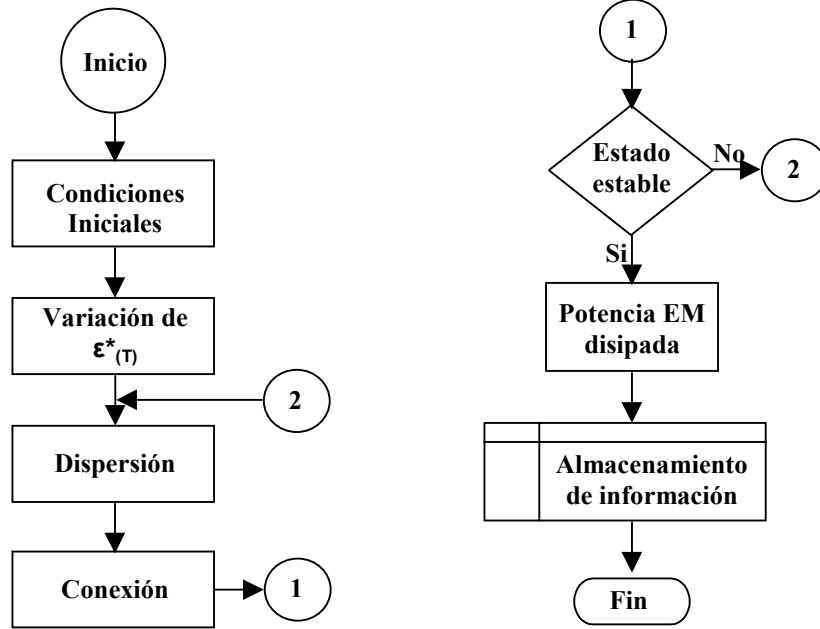 Inicio
Condiciones
Iniciales
Variación de
ε*(T)
2
Dispersión
Conexión
1
1
Estado
estable
No
2
Si
Potencia EM
disipada
Almacenamiento
de información
Fin